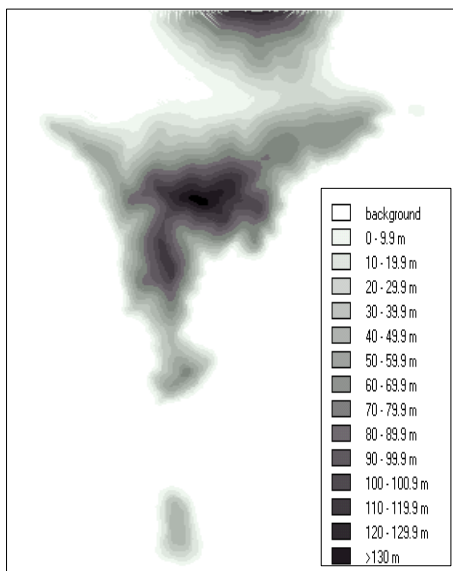 background
0 - 9.9 m
10 - 19.9 m
20 - 29.9 m
30 - 39.9 m
40 - 49.9 m
50 - 59.9 m
60 - 69.9 m
70 - 79.9 m
80 - 89.9 m
90 - 99.9 m
100 - 100.9 m
110 - 119.9 m
120 - 129.9 m
>130 m